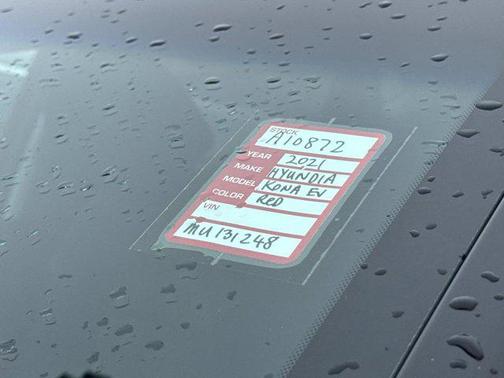 STOCK A10872
YEAR 2021
MAKE HYUNDIA
MODEL KONA EV
COLOR RED
VIN
MU131248